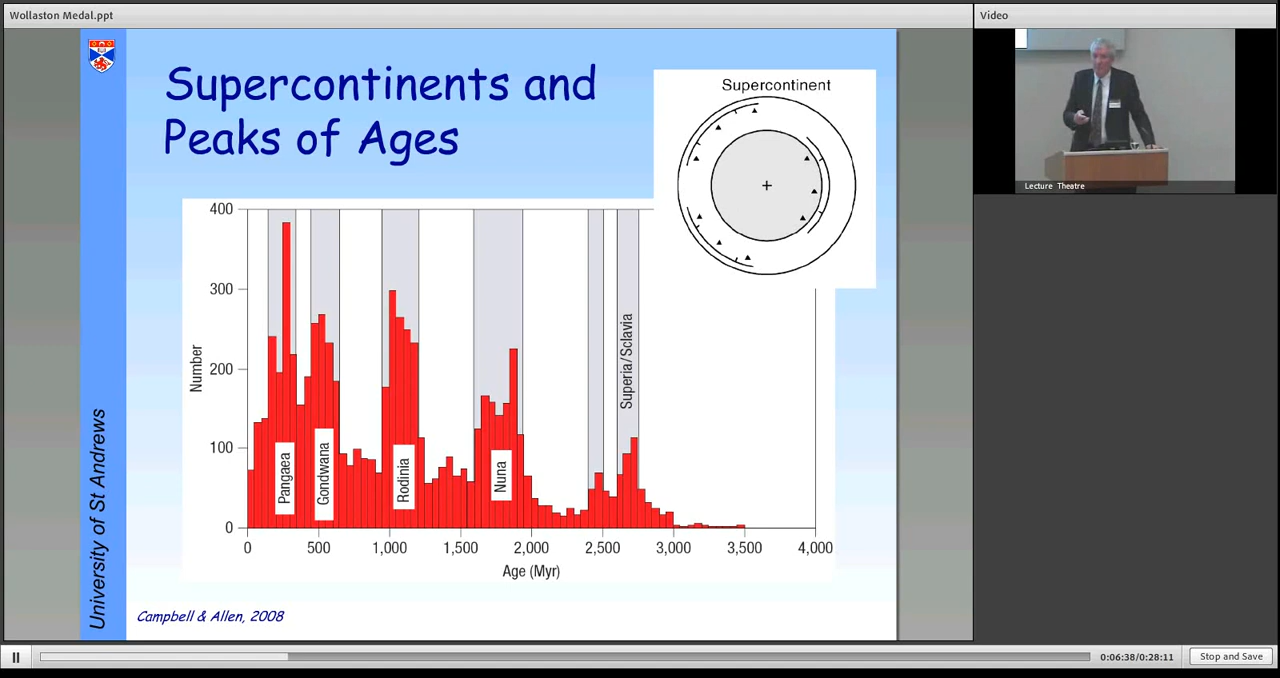 Wollaston Medal.ppt
Video
Supercontinents and
Peaks of Ages
Supercontinent
+
Lecture Theatre
400
300
200
100
0
Number
Pangaea
Gondwana
Rodinia
Nuna
Superia/Sclavia
0 500 1,000 1,500 2,000 2,500 3,000 3,500 4,000
Age (Myr)
University of St Andrews
Campbell & Allen, 2008
0:06:38/0:28:11
Stop and Save